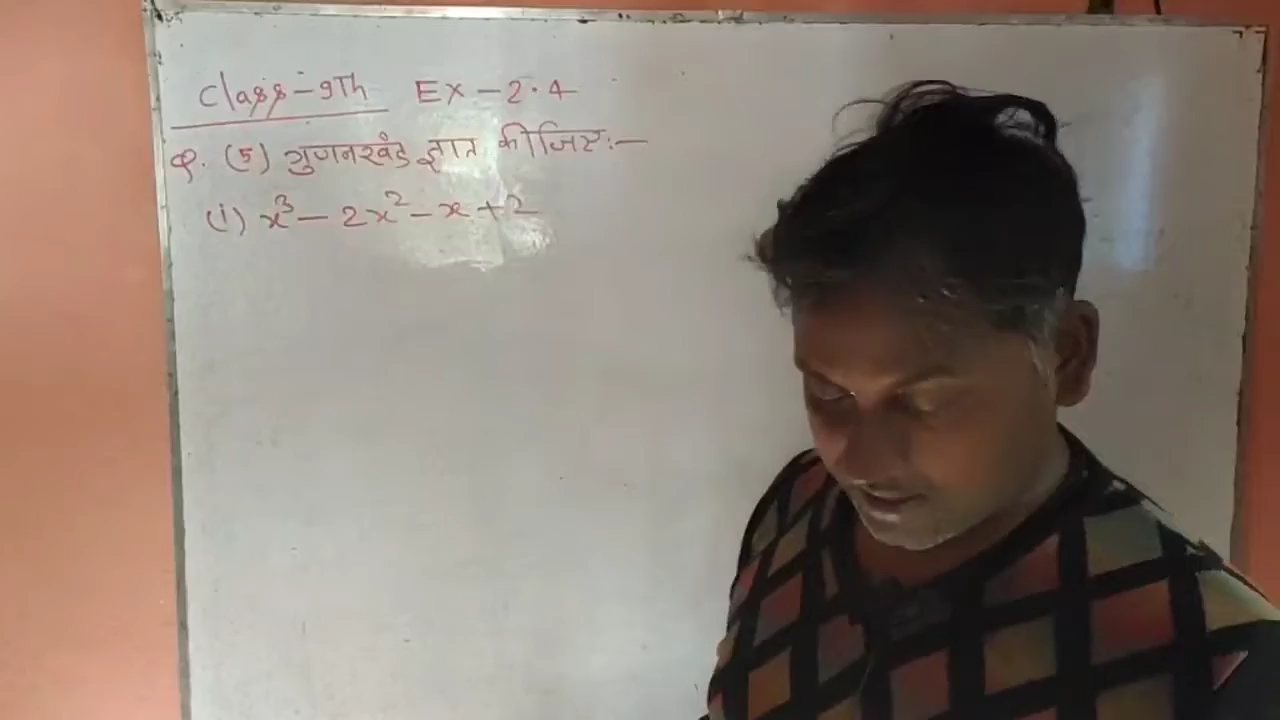 Class-9Th Ex-2.4
प्र. (5) गुणनखंड ज्ञात कीजिए:-
(i) x³ - 2x² - x + 2